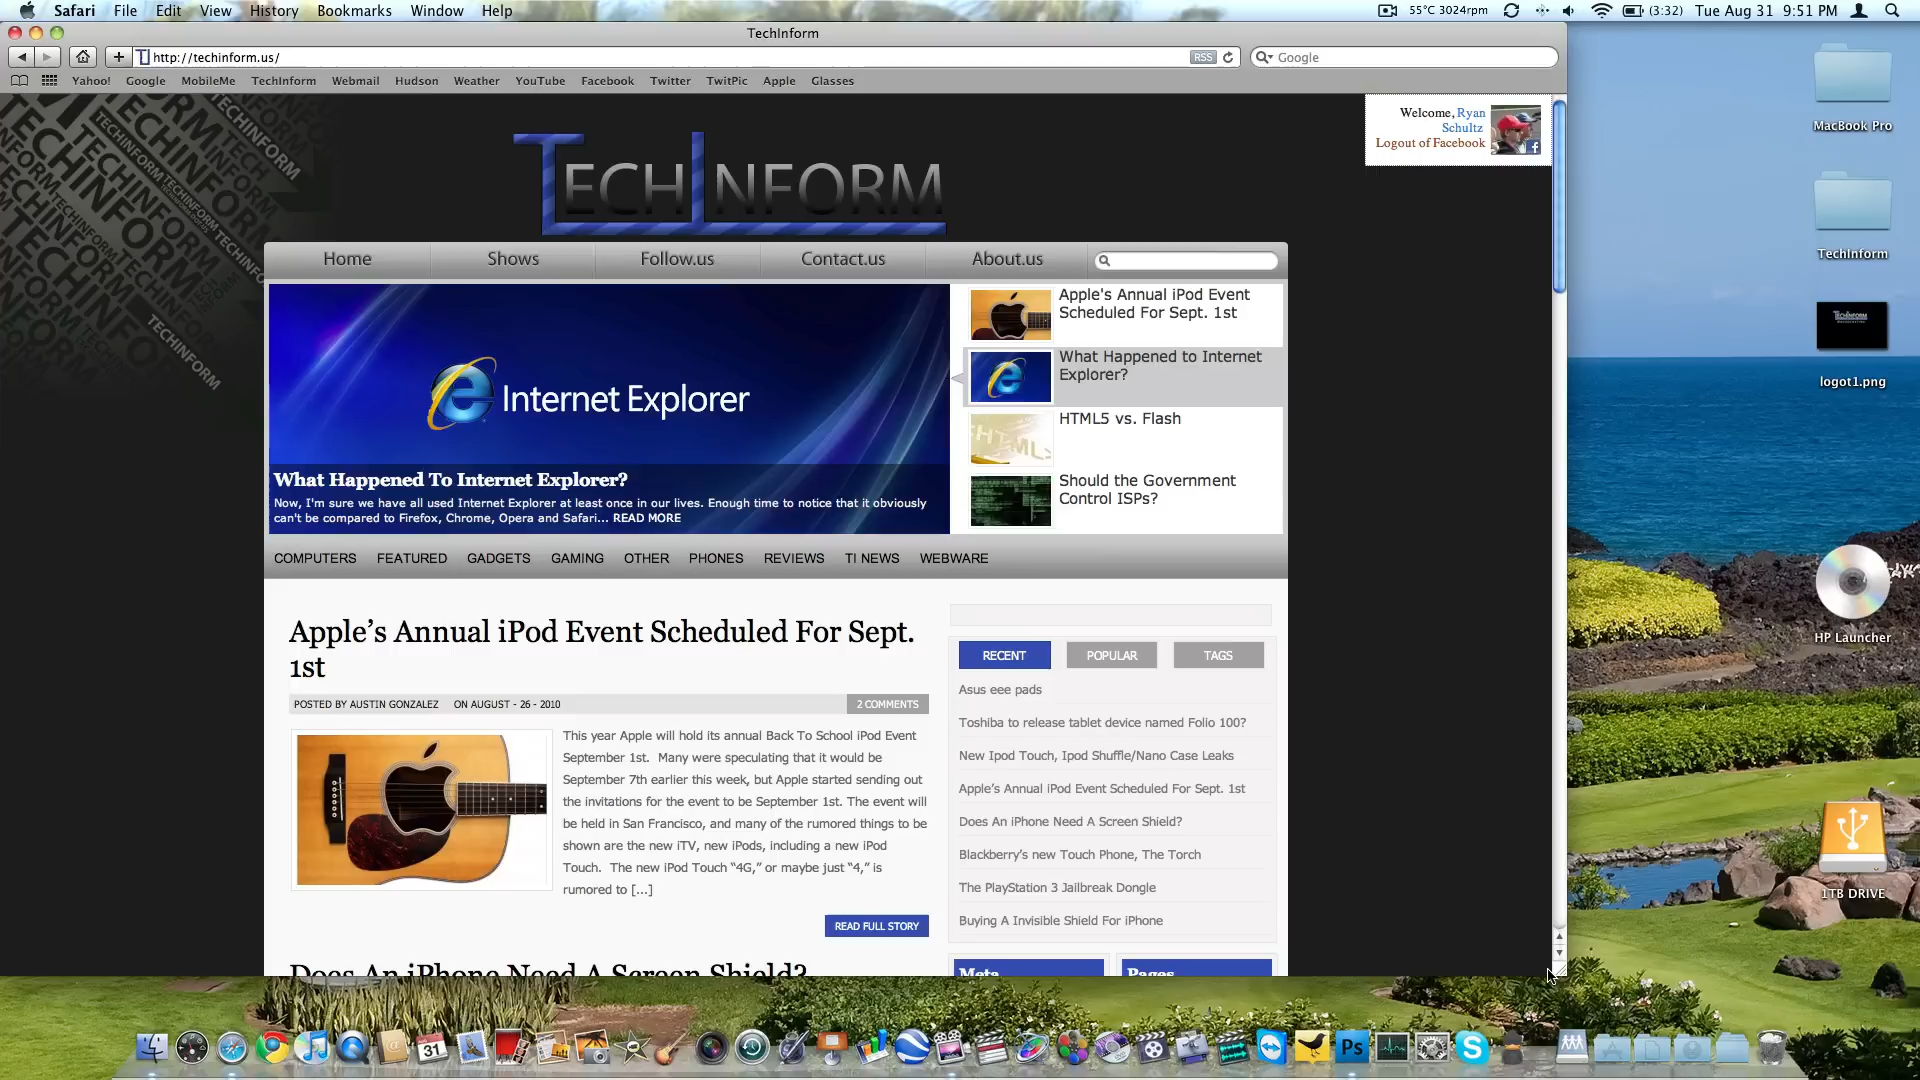 Safari File Edit View History Bookmarks Window Help
55°C 3024rpm (3:32) Tue Aug 31 9:51 PM
TechInform
http://techinform.us/ RSS Google
Yahoo! Google MobileMe TechInform Webmail Hudson Weather YouTube Facebook Twitter TwitPic Apple Glasses
Welcome, Ryan
Schultz
Logout of Facebook
TECHINFORM
Home Shows Follow.us Contact.us About.us
Internet Explorer
What Happened To Internet Explorer?
Now, I'm sure we have all used Internet Explorer at least once in our lives. Enough time to notice that it obviously
can't be compared to Firefox, Chrome, Opera and Safari... READ MORE
Apple's Annual iPod Event
Scheduled For Sept. 1st
What Happened to Internet
Explorer?
HTML5 vs. Flash
Should the Government
Control ISPs?
COMPUTERS FEATURED GADGETS GAMING OTHER PHONES REVIEWS TI NEWS WEBWARE
Apple’s Annual iPod Event Scheduled For Sept.
1st
POSTED BY AUSTIN GONZALEZ ON AUGUST - 26 - 2010 2 COMMENTS
This year Apple will hold its annual Back To School iPod Event
September 1st. Many were speculating that it would be
September 7th earlier this week, but Apple started sending out
the invitations for the event to be September 1st. The event will
be held in San Francisco, and many of the rumored things to be
shown are the new iTV, new iPods, including a new iPod
Touch. The new iPod Touch “4G,” or maybe just “4,” is
rumored to [...]
READ FULL STORY
Does An iPhone Need A Screen Shield?
RECENT POPULAR TAGS
Asus eee pads
Toshiba to release tablet device named Folio 100?
New Ipod Touch, Ipod Shuffle/Nano Case Leaks
Apple’s Annual iPod Event Scheduled For Sept. 1st
Does An iPhone Need A Screen Shield?
Blackberry’s new Touch Phone, The Torch
The PlayStation 3 Jailbreak Dongle
Buying A Invisible Shield For iPhone
Meta Pages
MacBook Pro
TechInform
logot1.png
HP Launcher
1TB DRIVE
31
Ps